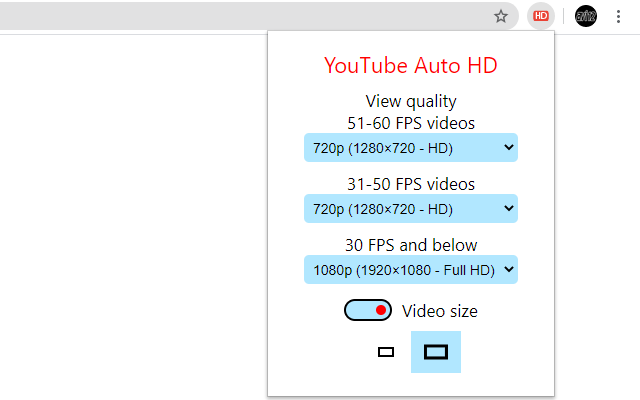 HD
YouTube Auto HD
View quality
51-60 FPS videos
720p (1280×720 - HD)
31-50 FPS videos
720p (1280×720 - HD)
30 FPS and below
1080p (1920×1080 - Full HD)
Video size